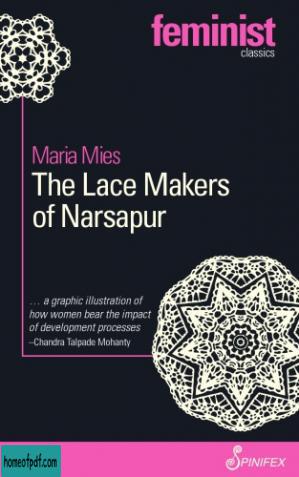 feminist
classics
Maria Mies
The Lace Makers
of Narsapur
… a graphic illustration of
how women bear the impact
of development processes
–Chandra Talpade Mohanty
SPINIFEX
homeofpdf.com